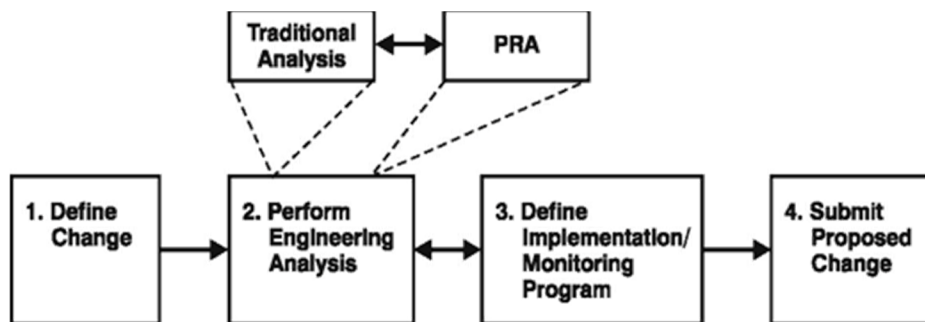 Traditional
Analysis
PRA
1. Define
Change
2. Perform
Engineering
Analysis
3. Define
Implementation/
Monitoring
Program
4. Submit
Proposed
Change